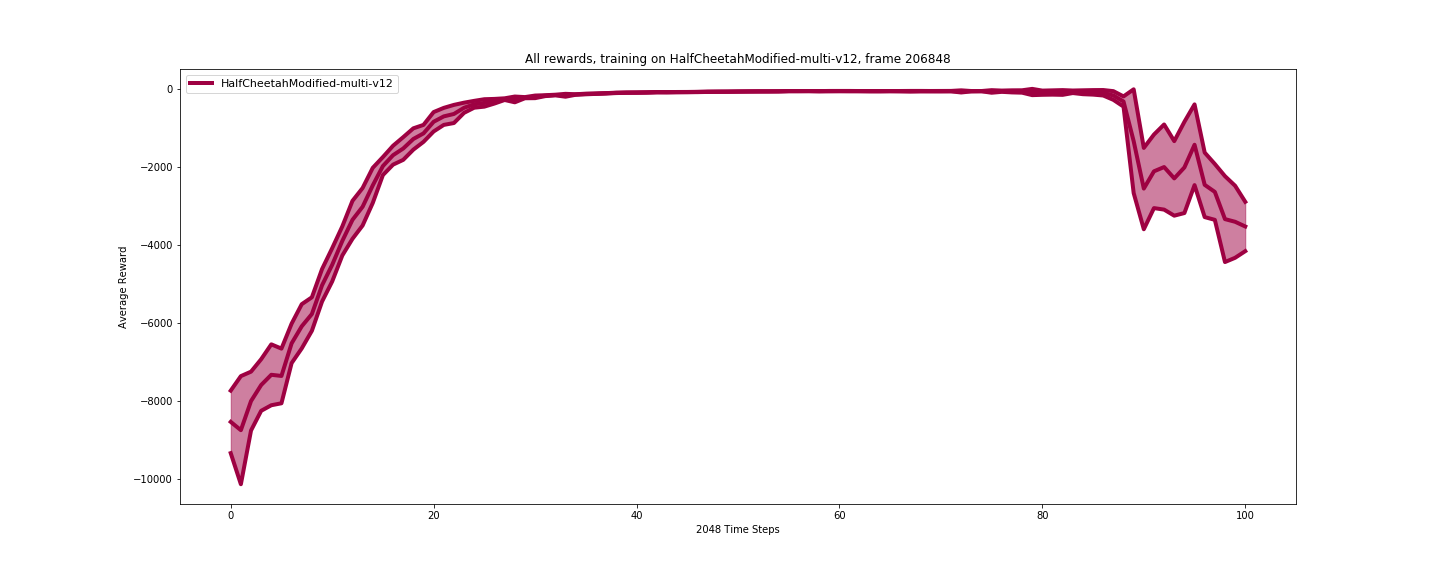 All rewards, training on HalfCheetahModified-multi-v12, frame 206848
HalfCheetahModified-multi-v12
0
−2000
−4000
−6000
−8000
−10000
Average Reward
0 20 40 60 80 100
2048 Time Steps